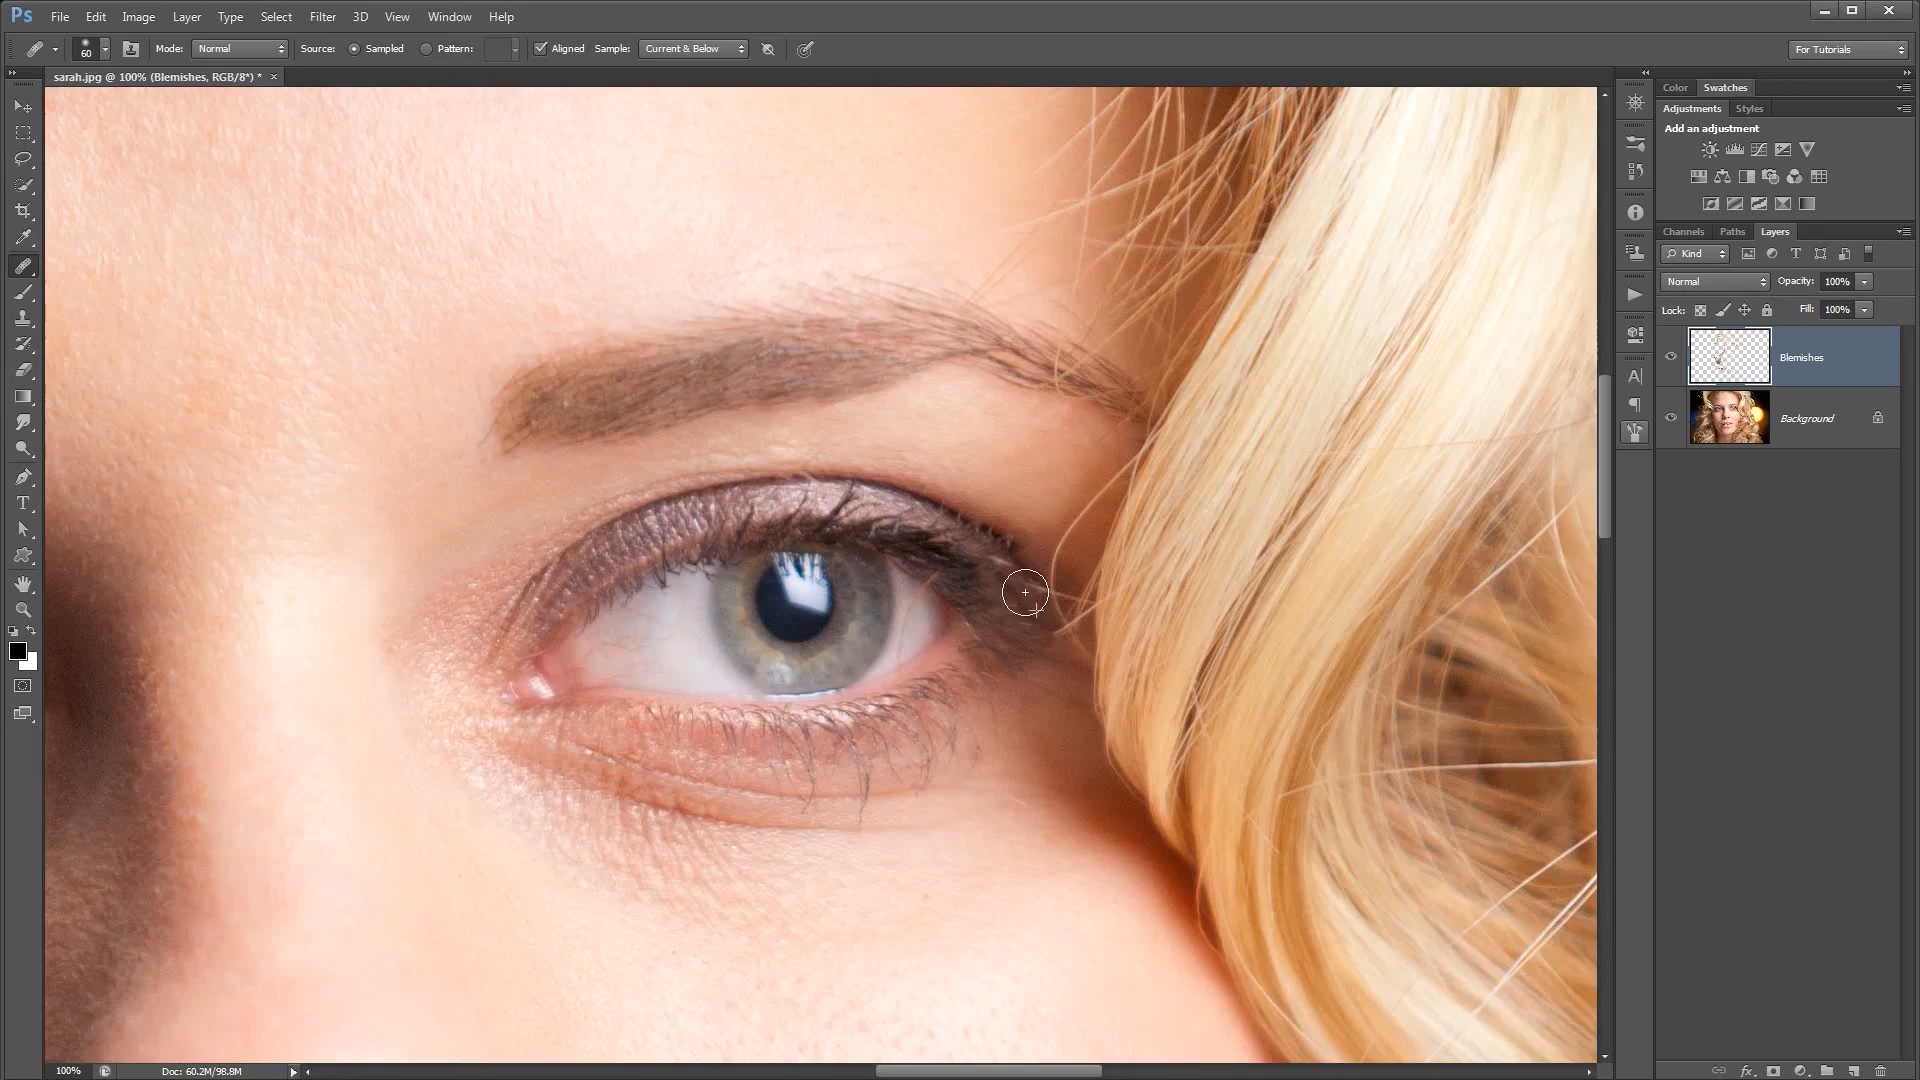 Ps File Edit Image Layer Type Select Filter 3D View Window Help
60 Mode: Normal Source: Sampled Pattern: Aligned Sample: Current & Below For Tutorials
sarah.jpg @ 100% (Blemishes, RGB/8*) * ×
Color Swatches
Adjustments Styles
Add an adjustment
Channels Paths Layers
Kind
Normal Opacity: 100%
Lock: Fill: 100%
Blemishes
Background
100% Doc: 60.2M/98.8M